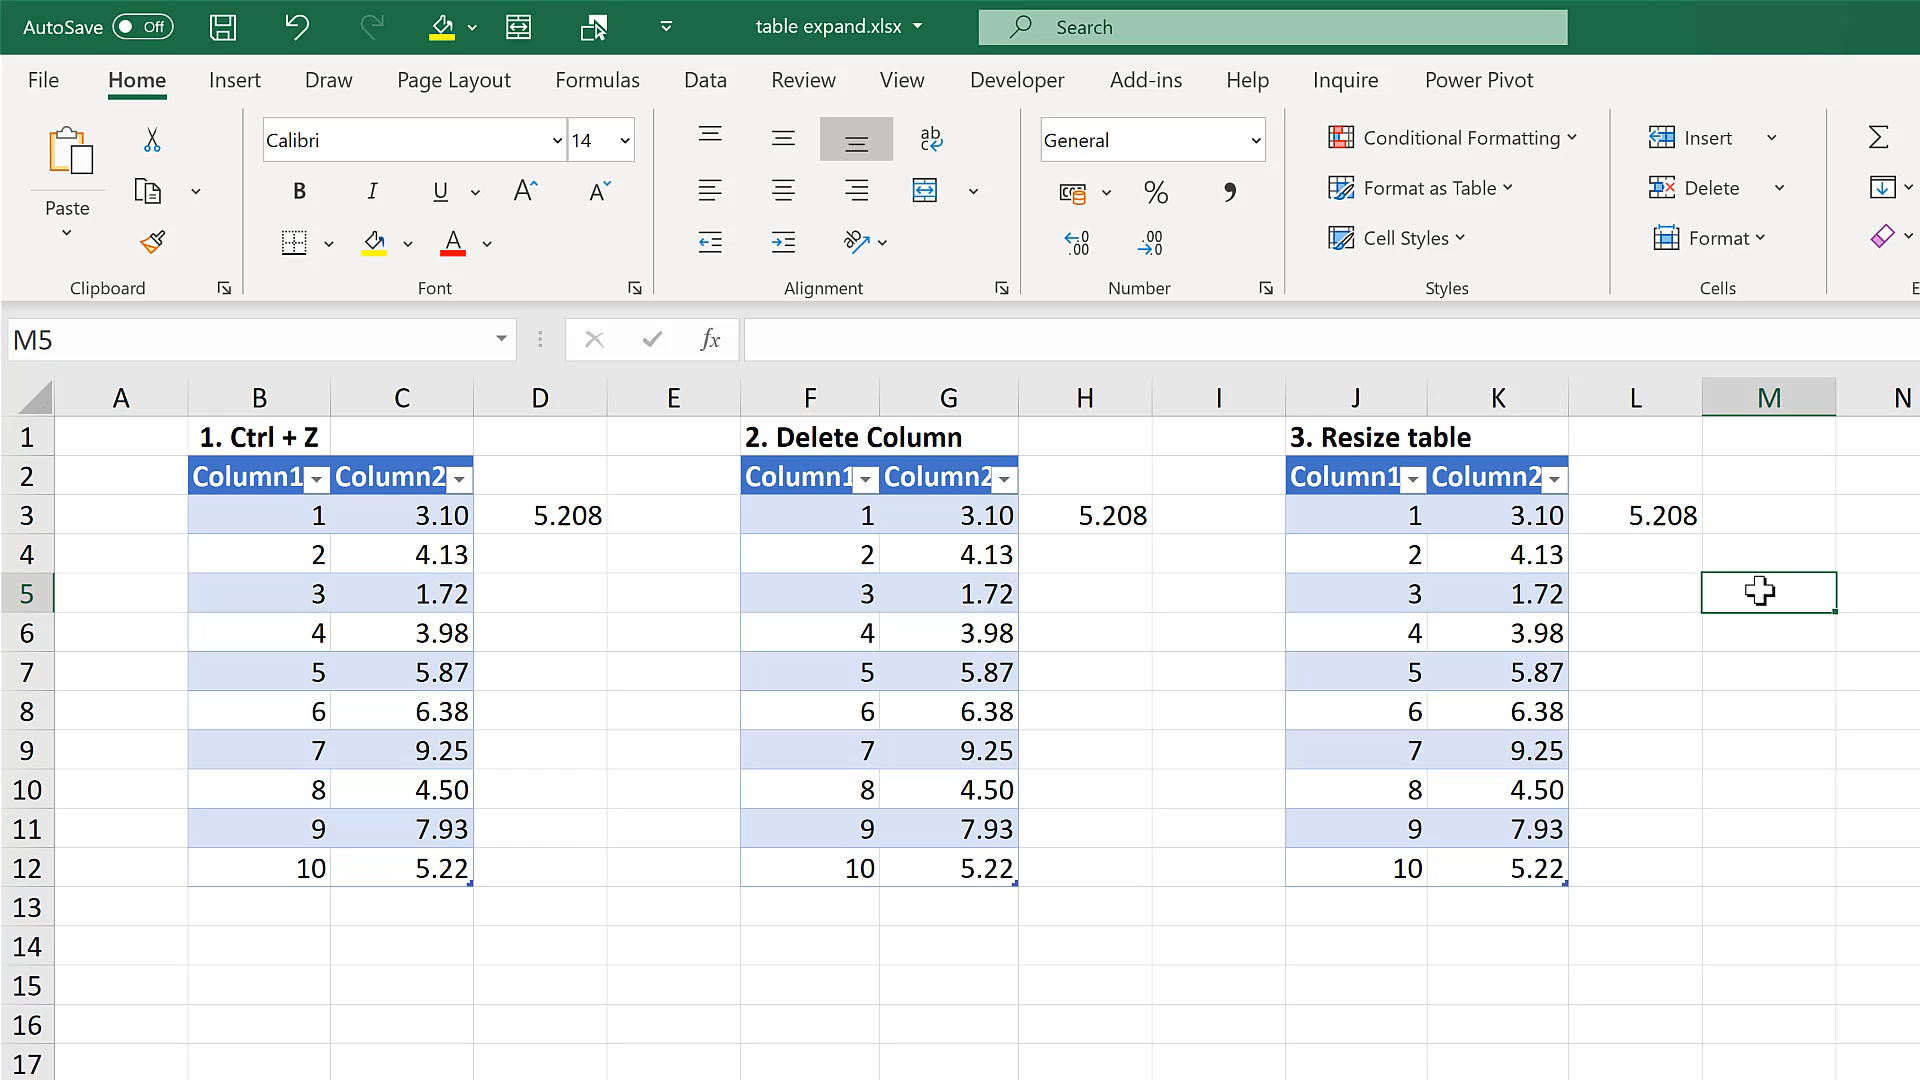 AutoSave Off table expand.xlsx Search
File Home Insert Draw Page Layout Formulas Data Review View Developer Add-ins Help Inquire Power Pivot
Paste
Calibri 14
B I U A A
ab
General
% 9
Conditional Formatting
Format as Table
Cell Styles
Insert
Delete
Format
Clipboard Font Alignment Number Styles Cells E
M5 fx
A B C D E F G H I J K L M N
1 1. Ctrl + Z 2. Delete Column 3. Resize table
2 Column1 Column2 Column1 Column2 Column1 Column2
3 1 3.10 5.208 1 3.10 5.208 1 3.10 5.208
4 2 4.13 2 4.13 2 4.13
5 3 1.72 3 1.72 3 1.72
6 4 3.98 4 3.98 4 3.98
7 5 5.87 5 5.87 5 5.87
8 6 6.38 6 6.38 6 6.38
9 7 9.25 7 9.25 7 9.25
10 8 4.50 8 4.50 8 4.50
11 9 7.93 9 7.93 9 7.93
12 10 5.22 10 5.22 10 5.22
13
14
15
16
17